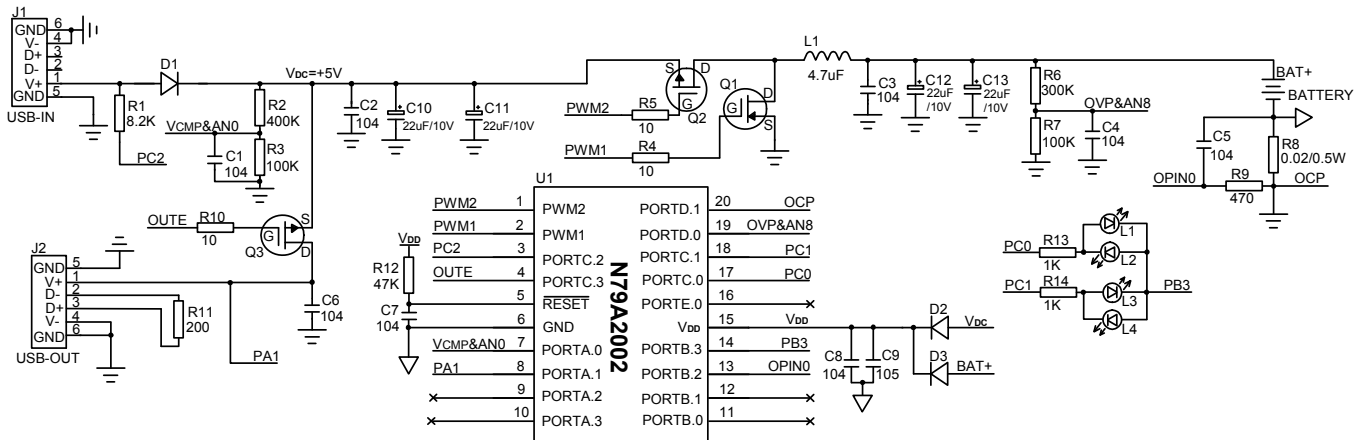 J1
GND 6
V- 4
D+ 3
D- 2
V+ 1
GND 5
USB-IN
D1
R1
8.2K
PC2
R2
400K
VCMP&AN0
C1
104
R3
100K
VDC=+5V
C2
104
C10
22uF/10V
C11
22uF/10V
S D
G
Q2
PWM2
R5
10
PWM1
R4
10
Q1
D
G
S
L1
4.7uF
C3
104
C12
22uF
/10V
C13
22uF
/10V
R6
300K
OVP&AN8
R7
100K
C4
104
BAT+
BATTERY
C5
104
R8
0.02/0.5W
OPIN0
R9
470
OCP
OUTE
R10
10
S
G
D
Q3
J2
GND 5
V+ 1
D- 2
D+ 3
V- 4
GND 6
USB-OUT
R11
200
C6
104
PA1
VDD
R12
47K
C7
104
U1
N79A2002
PWM2 1 PWM2
PWM1 2 PWM1
PC2 3 PORTC.2
OUTE 4 PORTC.3
5 RESET
6 GND
VCMP&AN0 7 PORTA.0
PA1 8 PORTA.1
9 PORTA.2
10 PORTA.3
PORTD.1 20 OCP
PORTD.0 19 OVP&AN8
PORTC.1 18 PC1
PORTC.0 17 PC0
PORTE.0 16
VDD 15 VDD
PORTB.3 14 PB3
PORTB.2 13 OPIN0
PORTB.1 12
PORTB.0 11
C8
104
C9
105
D2
VDC
D3
BAT+
PC0
R13
1K
L1
L2
PC1
R14
1K
L3
L4
PB3